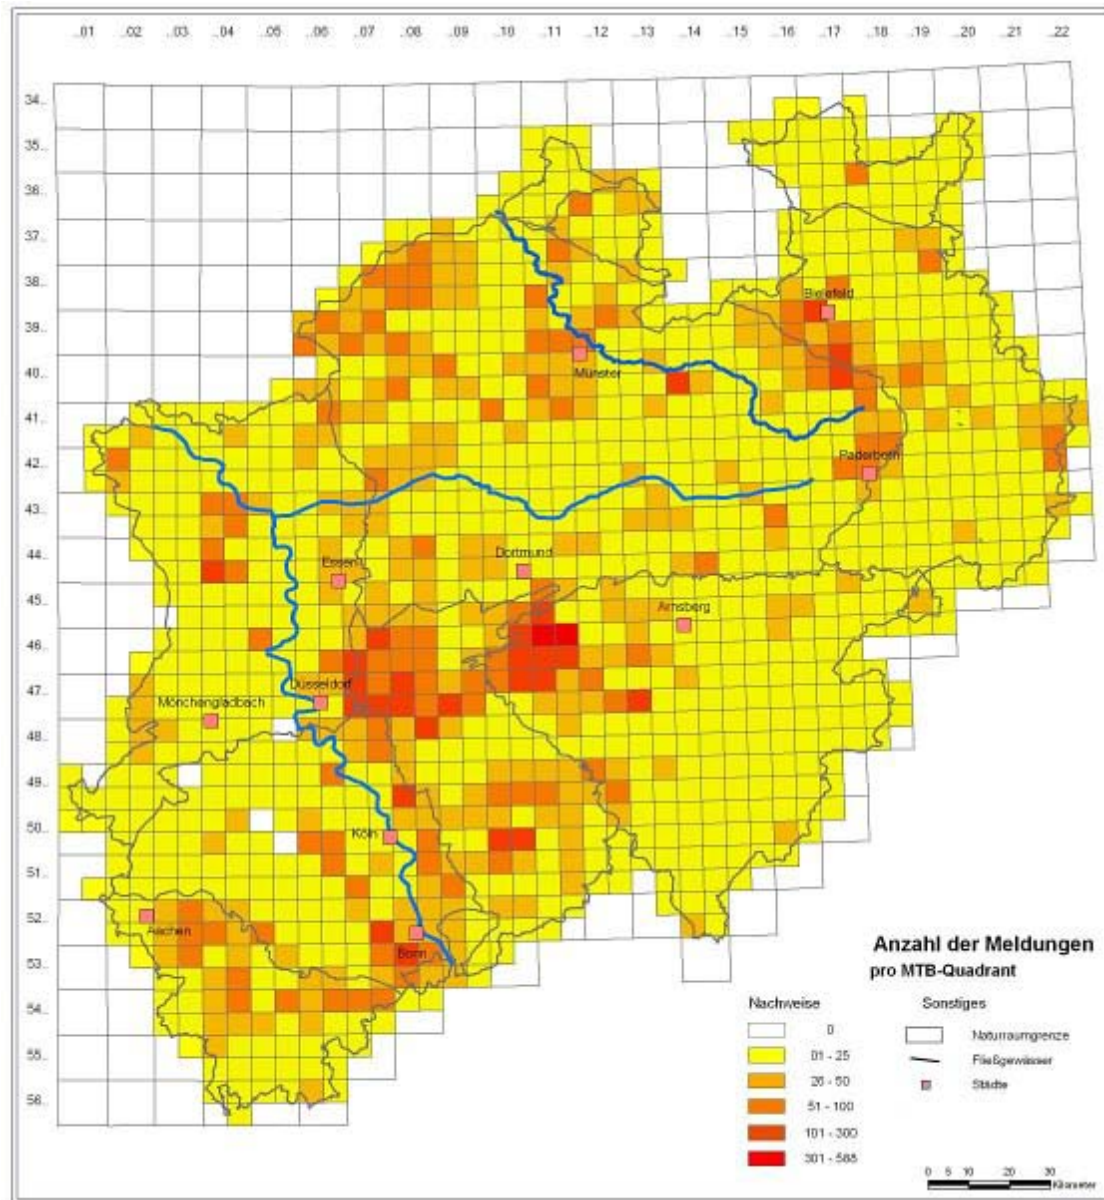 ..01 ..02 ..03 ..04 ..05 ..06 ..07 ..08 ..09 ..10 ..11 ..12 ..13 ..14 ..15 ..16 ..17 ..18 ..19 ..20 ..21 ..22
34..
35..
36..
37..
38..
Bielefeld
39..
Münster
40..
41..
Paderborn
42..
43..
44..
Dortmund
Essen
45..
Arnsberg
46..
Düsseldorf
47..
Mönchengladbach
48..
49..
50..
Köln
51..
52..
Aachen
Bonn
53..
54..
55..
56..
Anzahl der Meldungen
pro MTB-Quadrant
Nachweise Sonstiges
0 Naturraumgrenze
01 - 25 Fließgewässer
26 - 50 Städte
51 - 100
101 - 300
301 - 588
0 5 10 20 30
Kilometer